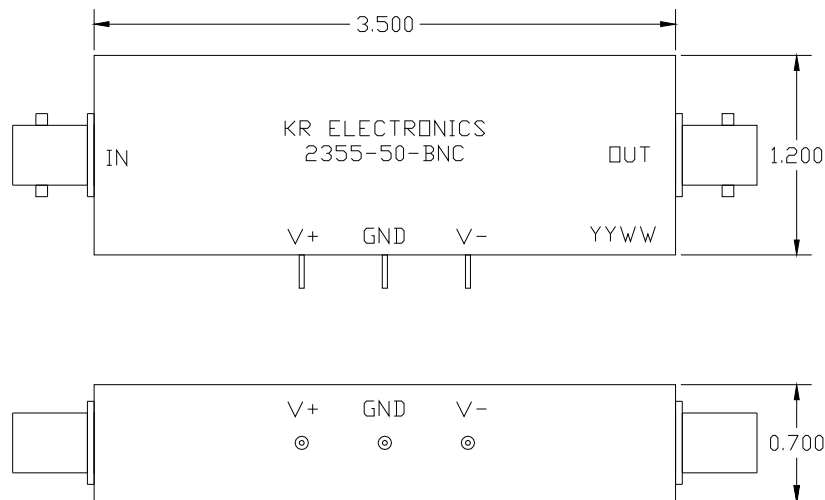 3.500
KR ELECTRONICS
2355-50-BNC
IN
OUT
1.200
V+ GND V-
YYWW
V+ GND V-
0.700